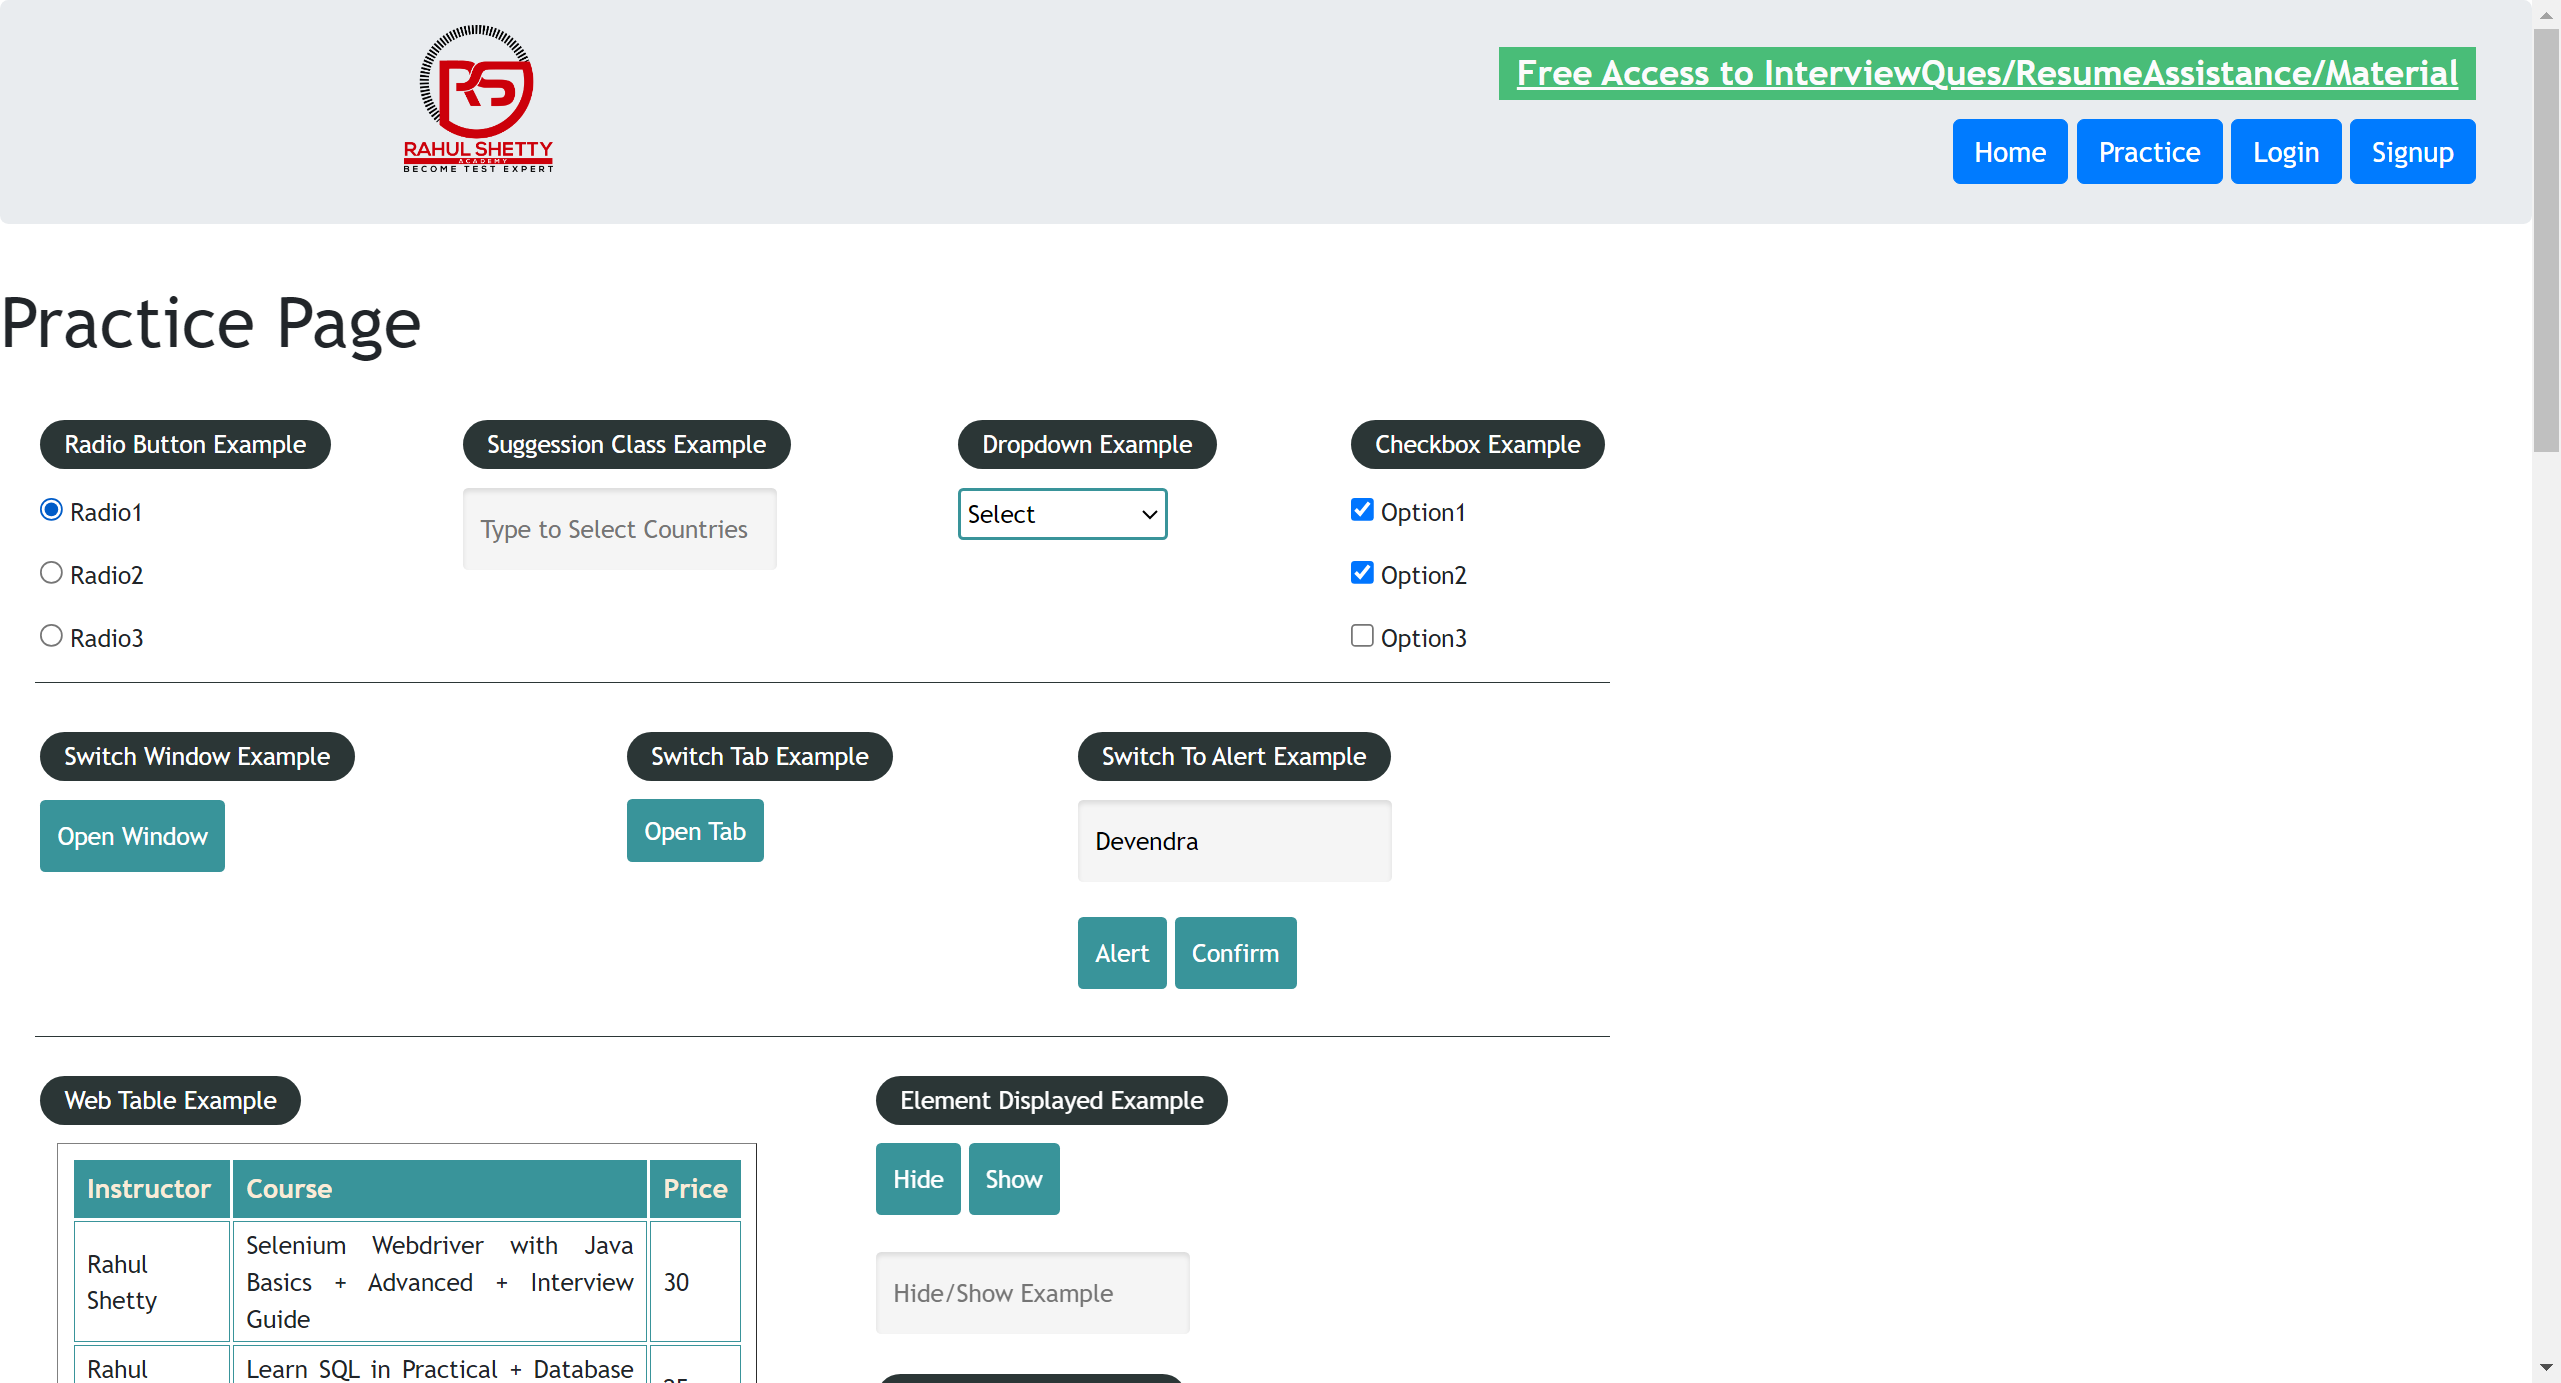 RAHUL SHETTY
ACADEMY
BECOME TEST EXPERT
Free Access to InterviewQues/ResumeAssistance/Material
Home Practice Login Signup
Practice Page
Radio Button Example
Radio1
Radio2
Radio3
Suggession Class Example
Type to Select Countries
Dropdown Example
Select
Checkbox Example
Option1
Option2
Option3
Switch Window Example
Open Window
Switch Tab Example
Open Tab
Switch To Alert Example
Devendra
Alert Confirm
Web Table Example
Instructor Course Price
Rahul Shetty
Selenium Webdriver with Java
Basics + Advanced + Interview
Guide
30
Rahul
Learn SQL in Practical + Database
Element Displayed Example
Hide Show
Hide/Show Example